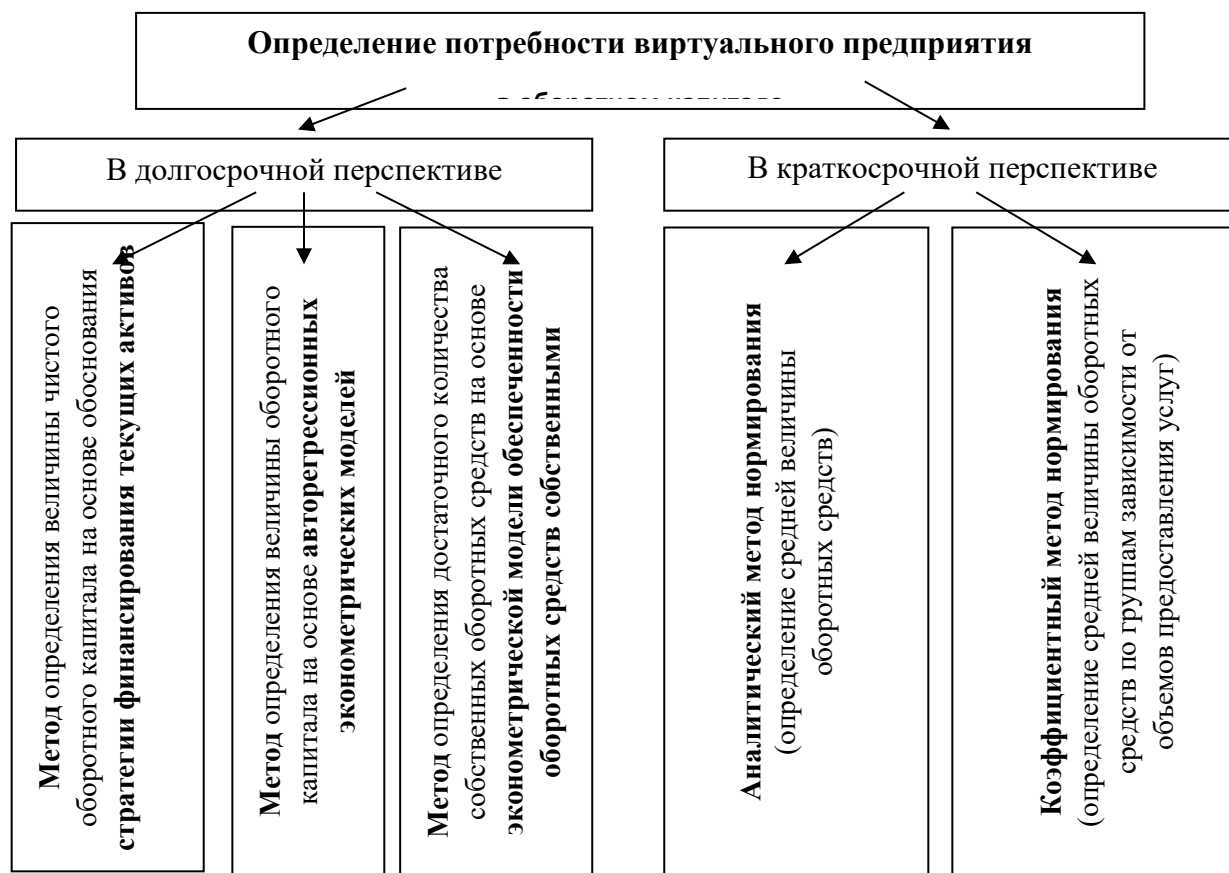 Определение потребности виртуального предприятия
в оборотном капитале
В долгосрочной перспективе
В краткосрочной перспективе
Метод определения величины чистого
оборотного капитала на основе обоснования
стратегии финансирования текущих активов
Метод определения величины оборотного
капитала на основе авторегрессионных
эконометрических моделей
Метод определения достаточного количества
собственных оборотных средств на основе
эконометрической модели обеспеченности
оборотных средств собственными
Аналитический метод нормирования
(определение средней величины
оборотных средств)
Коэффициентный метод нормирования
(определение средней величины оборотных
средств по группам зависимости от
объемов предоставления услуг)